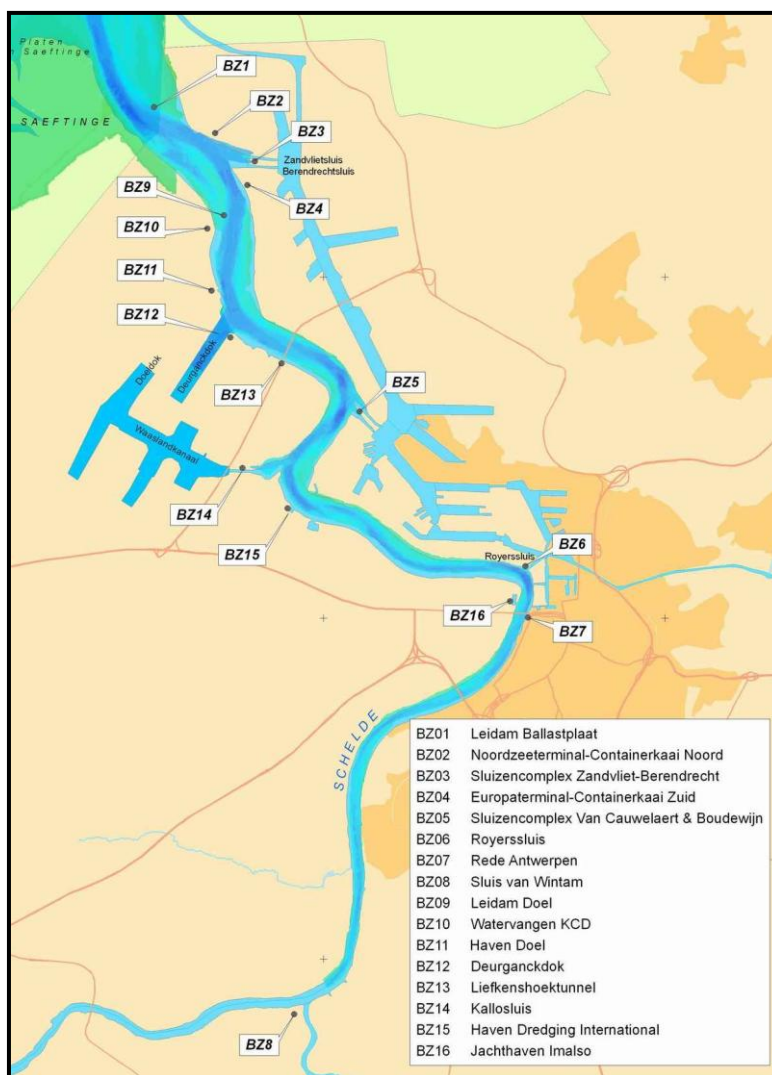 Platen
Saeftinge
SAEFTINGE
BZ1
BZ2
BZ3
Zandvlietsluis
Berendrechtsluis
BZ4
BZ9
BZ10
BZ11
BZ12
Doeldok
Deurganckdok
BZ13
BZ5
Waaslandkanaal
BZ14
BZ15
Royerssluis
BZ6
BZ16
BZ7
SCHELDE
BZ8
BZ01 Leidam Ballastplaat
BZ02 Noordzeeterminal-Containerkaai Noord
BZ03 Sluizencomplex Zandvliet-Berendrecht
BZ04 Europaterminal-Containerkaai Zuid
BZ05 Sluizencomplex Van Cauwelaert & Boudewijn
BZ06 Royerssluis
BZ07 Rede Antwerpen
BZ08 Sluis van Wintam
BZ09 Leidam Doel
BZ10 Watervangen KCD
BZ11 Haven Doel
BZ12 Deurganckdok
BZ13 Liefkenshoektunnel
BZ14 Kallosluis
BZ15 Haven Dredging International
BZ16 Jachthaven Imalso